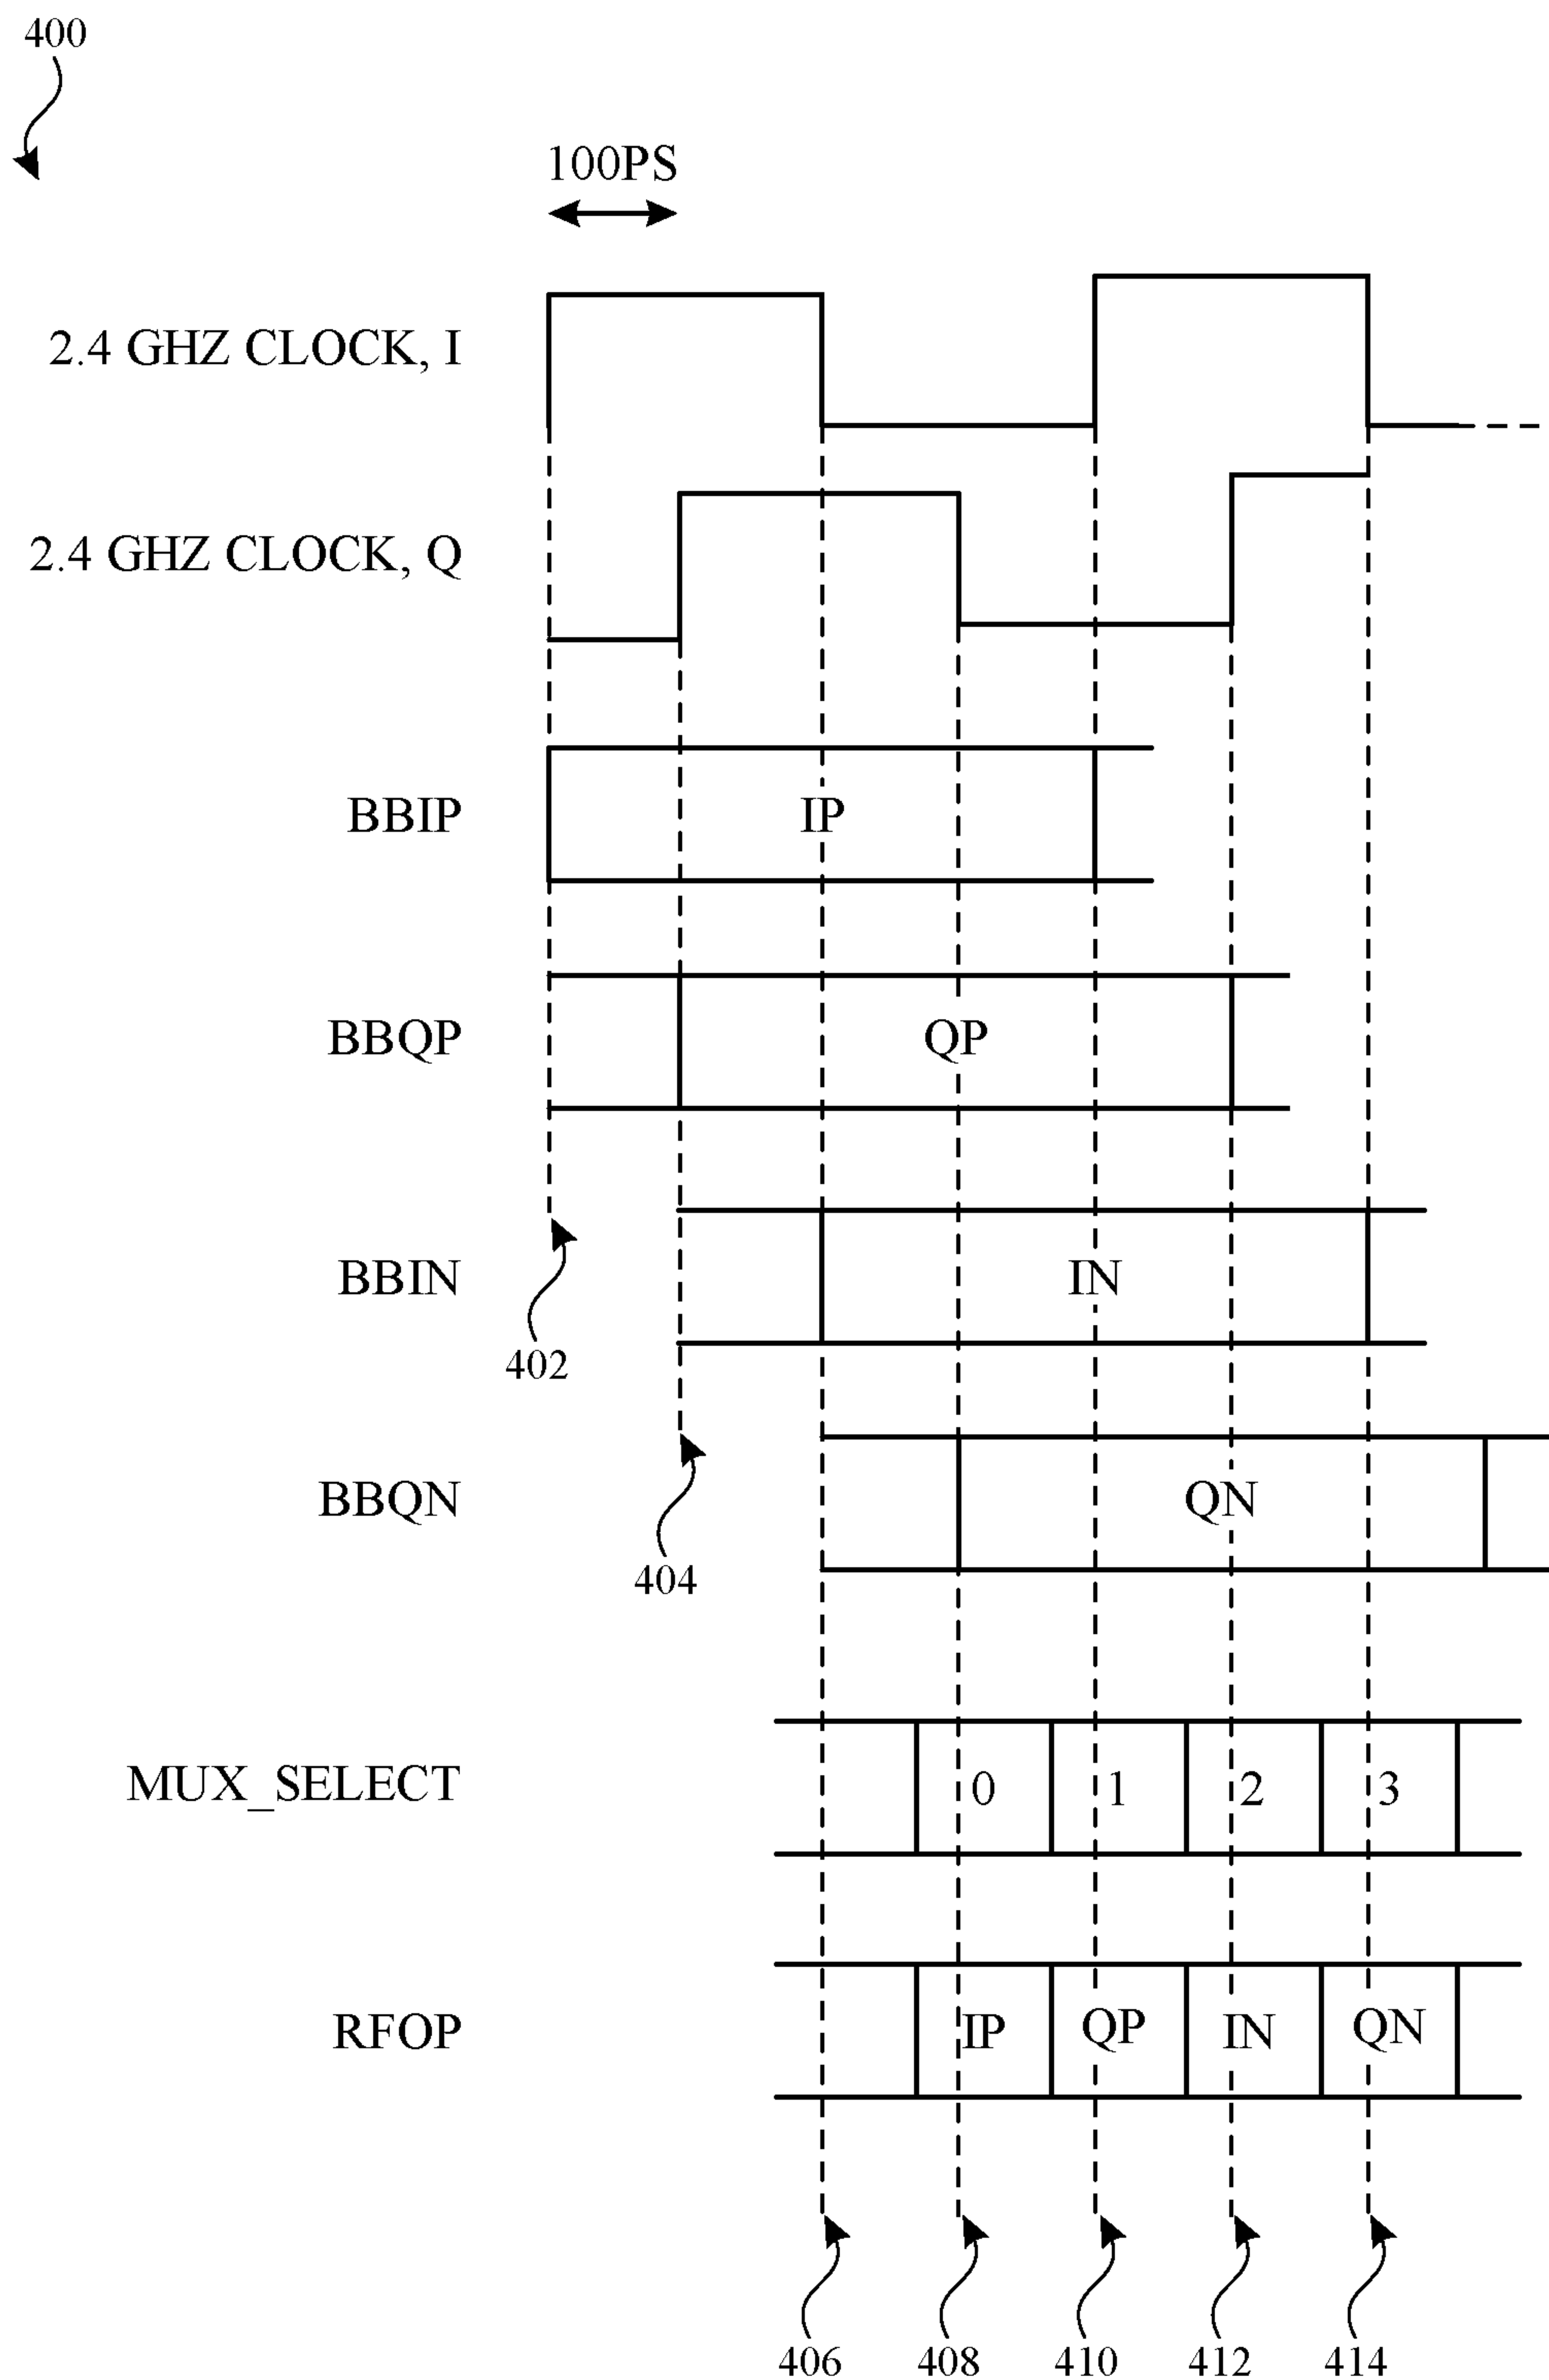 400
100PS
2.4 GHZ CLOCK, I
2.4 GHZ CLOCK, Q
BBIP
IP
BBQP
QP
BBIN
IN
402
BBQN
QN
404
MUX_SELECT
0 1 2 3
RFOP
IP QP IN QN
406 408 410 412 414